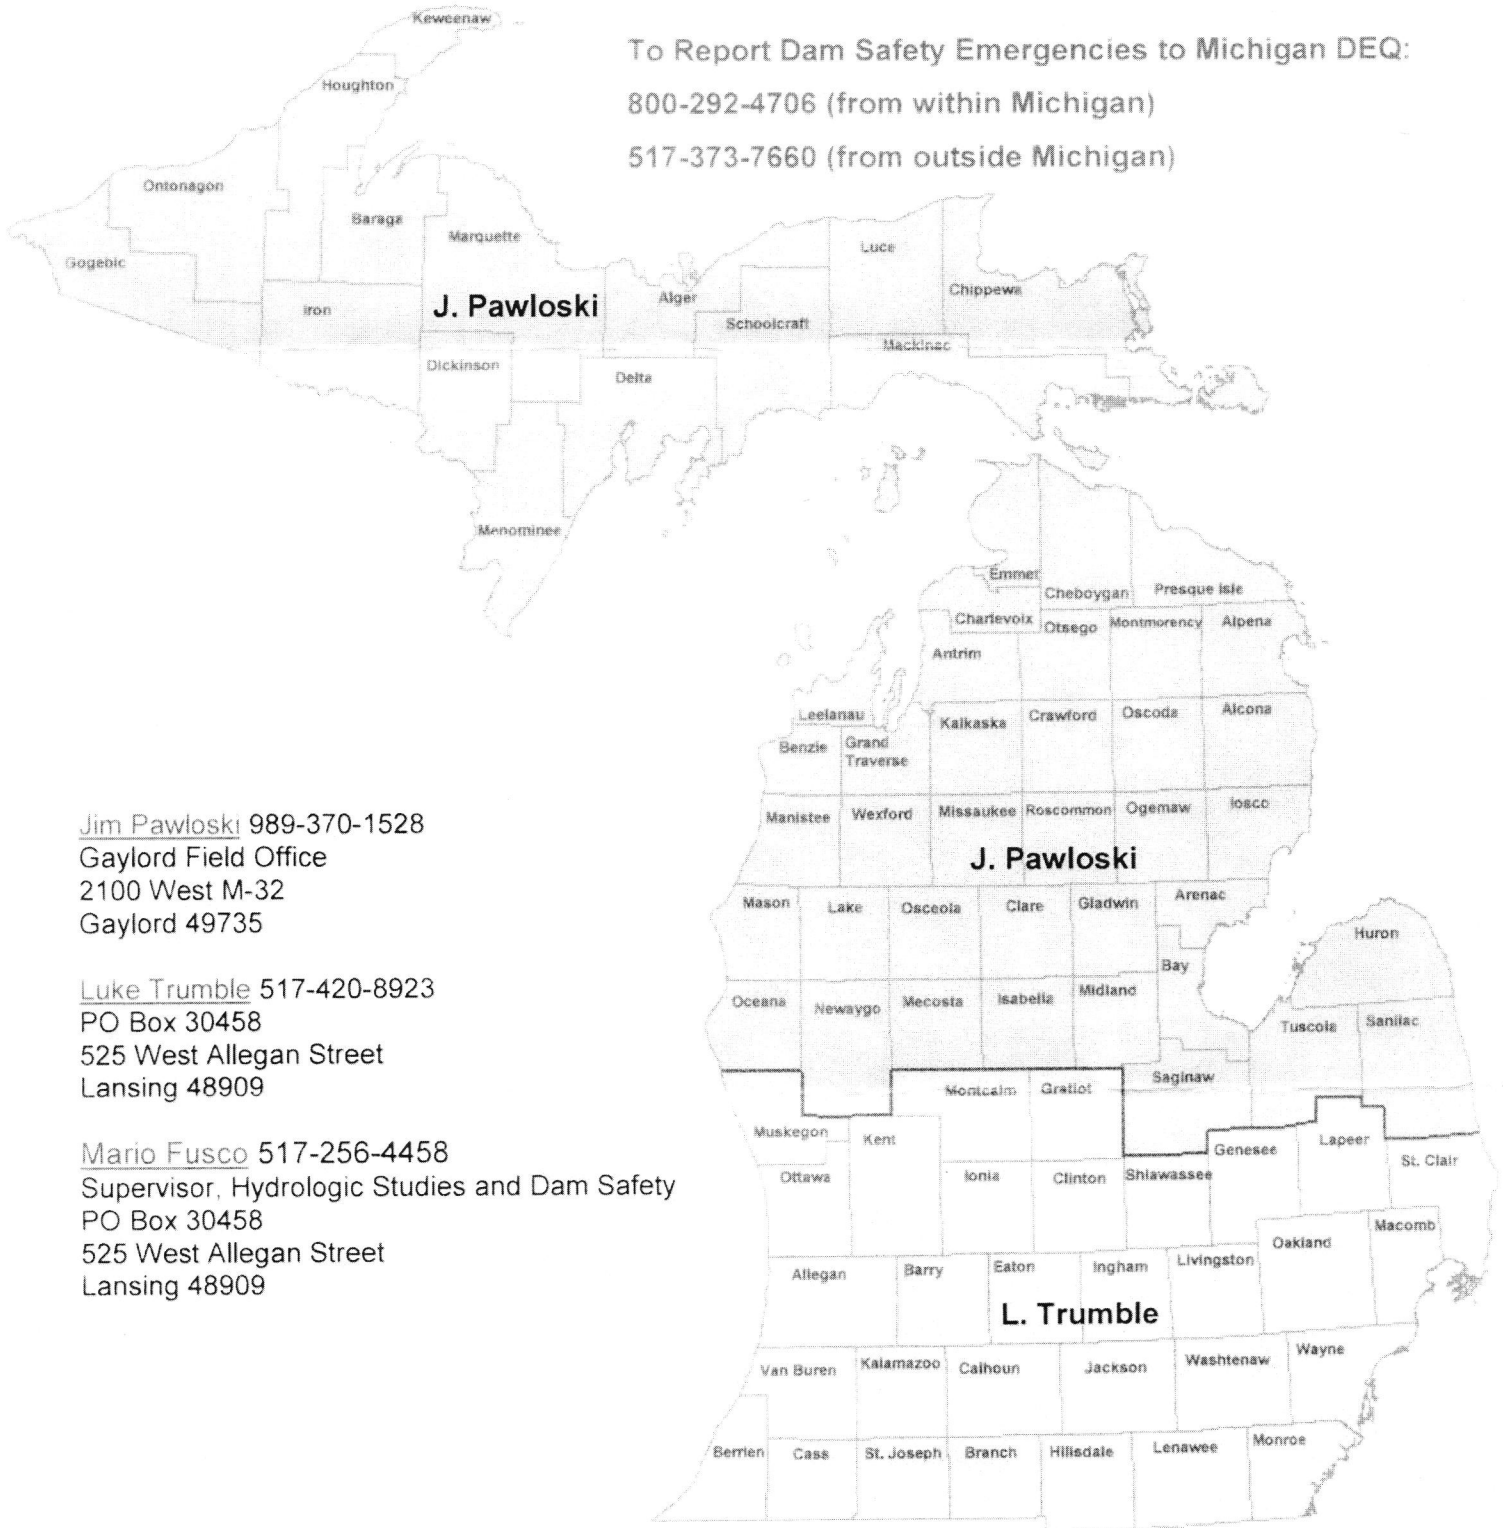 Keweenaw
To Report Dam Safety Emergencies to Michigan DEQ:
Houghton
800-292-4706 (from within Michigan)
517-373-7660 (from outside Michigan)
Ontonagon
Baraga
Marquette
Luce
Gogebic
Chippewa
Iron
J. Pawloski
Alger
Schoolcraft
Mackinac
Dickinson
Delta
Menominee
Emmet
Cheboygan
Presque Isle
Charlevoix
Otsego
Montmorency
Alpena
Antrim
Leelanau
Kalkaska
Crawford
Oscoda
Alcona
Benzie
Grand
Traverse
Manistee
Wexford
Missaukee
Roscommon
Ogemaw
Iosco
J. Pawloski
Jim Pawloski 989-370-1528
Gaylord Field Office
2100 West M-32
Gaylord 49735
Mason
Lake
Osceola
Clare
Gladwin
Arenac
Huron
Bay
Luke Trumble 517-420-8923
PO Box 30458
525 West Allegan Street
Lansing 48909
Oceana
Newaygo
Mecosta
Isabella
Midland
Tuscola
Sanilac
Saginaw
Montcalm
Gratiot
Mario Fusco 517-256-4458
Supervisor, Hydrologic Studies and Dam Safety
PO Box 30458
525 West Allegan Street
Lansing 48909
Muskegon
Kent
Genesee
Lapeer
Ottawa
Ionia
Clinton
Shiawassee
St. Clair
Macomb
Oakland
Allegan
Barry
Eaton
Ingham
Livingston
L. Trumble
Van Buren
Kalamazoo
Calhoun
Jackson
Washtenaw
Wayne
Berrien
Cass
St. Joseph
Branch
Hillsdale
Lenawee
Monroe